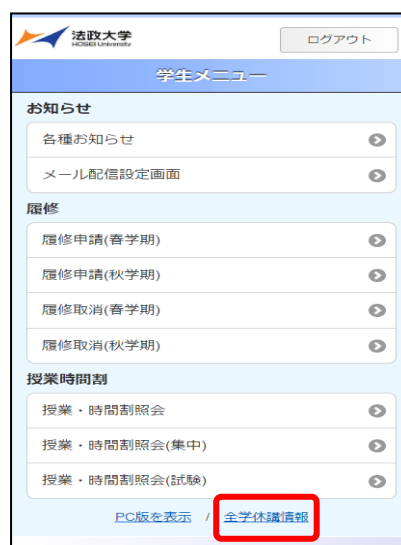 法政大学
HOSEI University
ログアウト
学生メニュー
お知らせ
各種お知らせ
メール配信設定画面
履修
履修申請(春学期)
履修申請(秋学期)
履修取消(春学期)
履修取消(秋学期)
授業時間割
授業・時間割照会
授業・時間割照会(集中)
授業・時間割照会(試験)
PC版を表示 / 全学休講情報